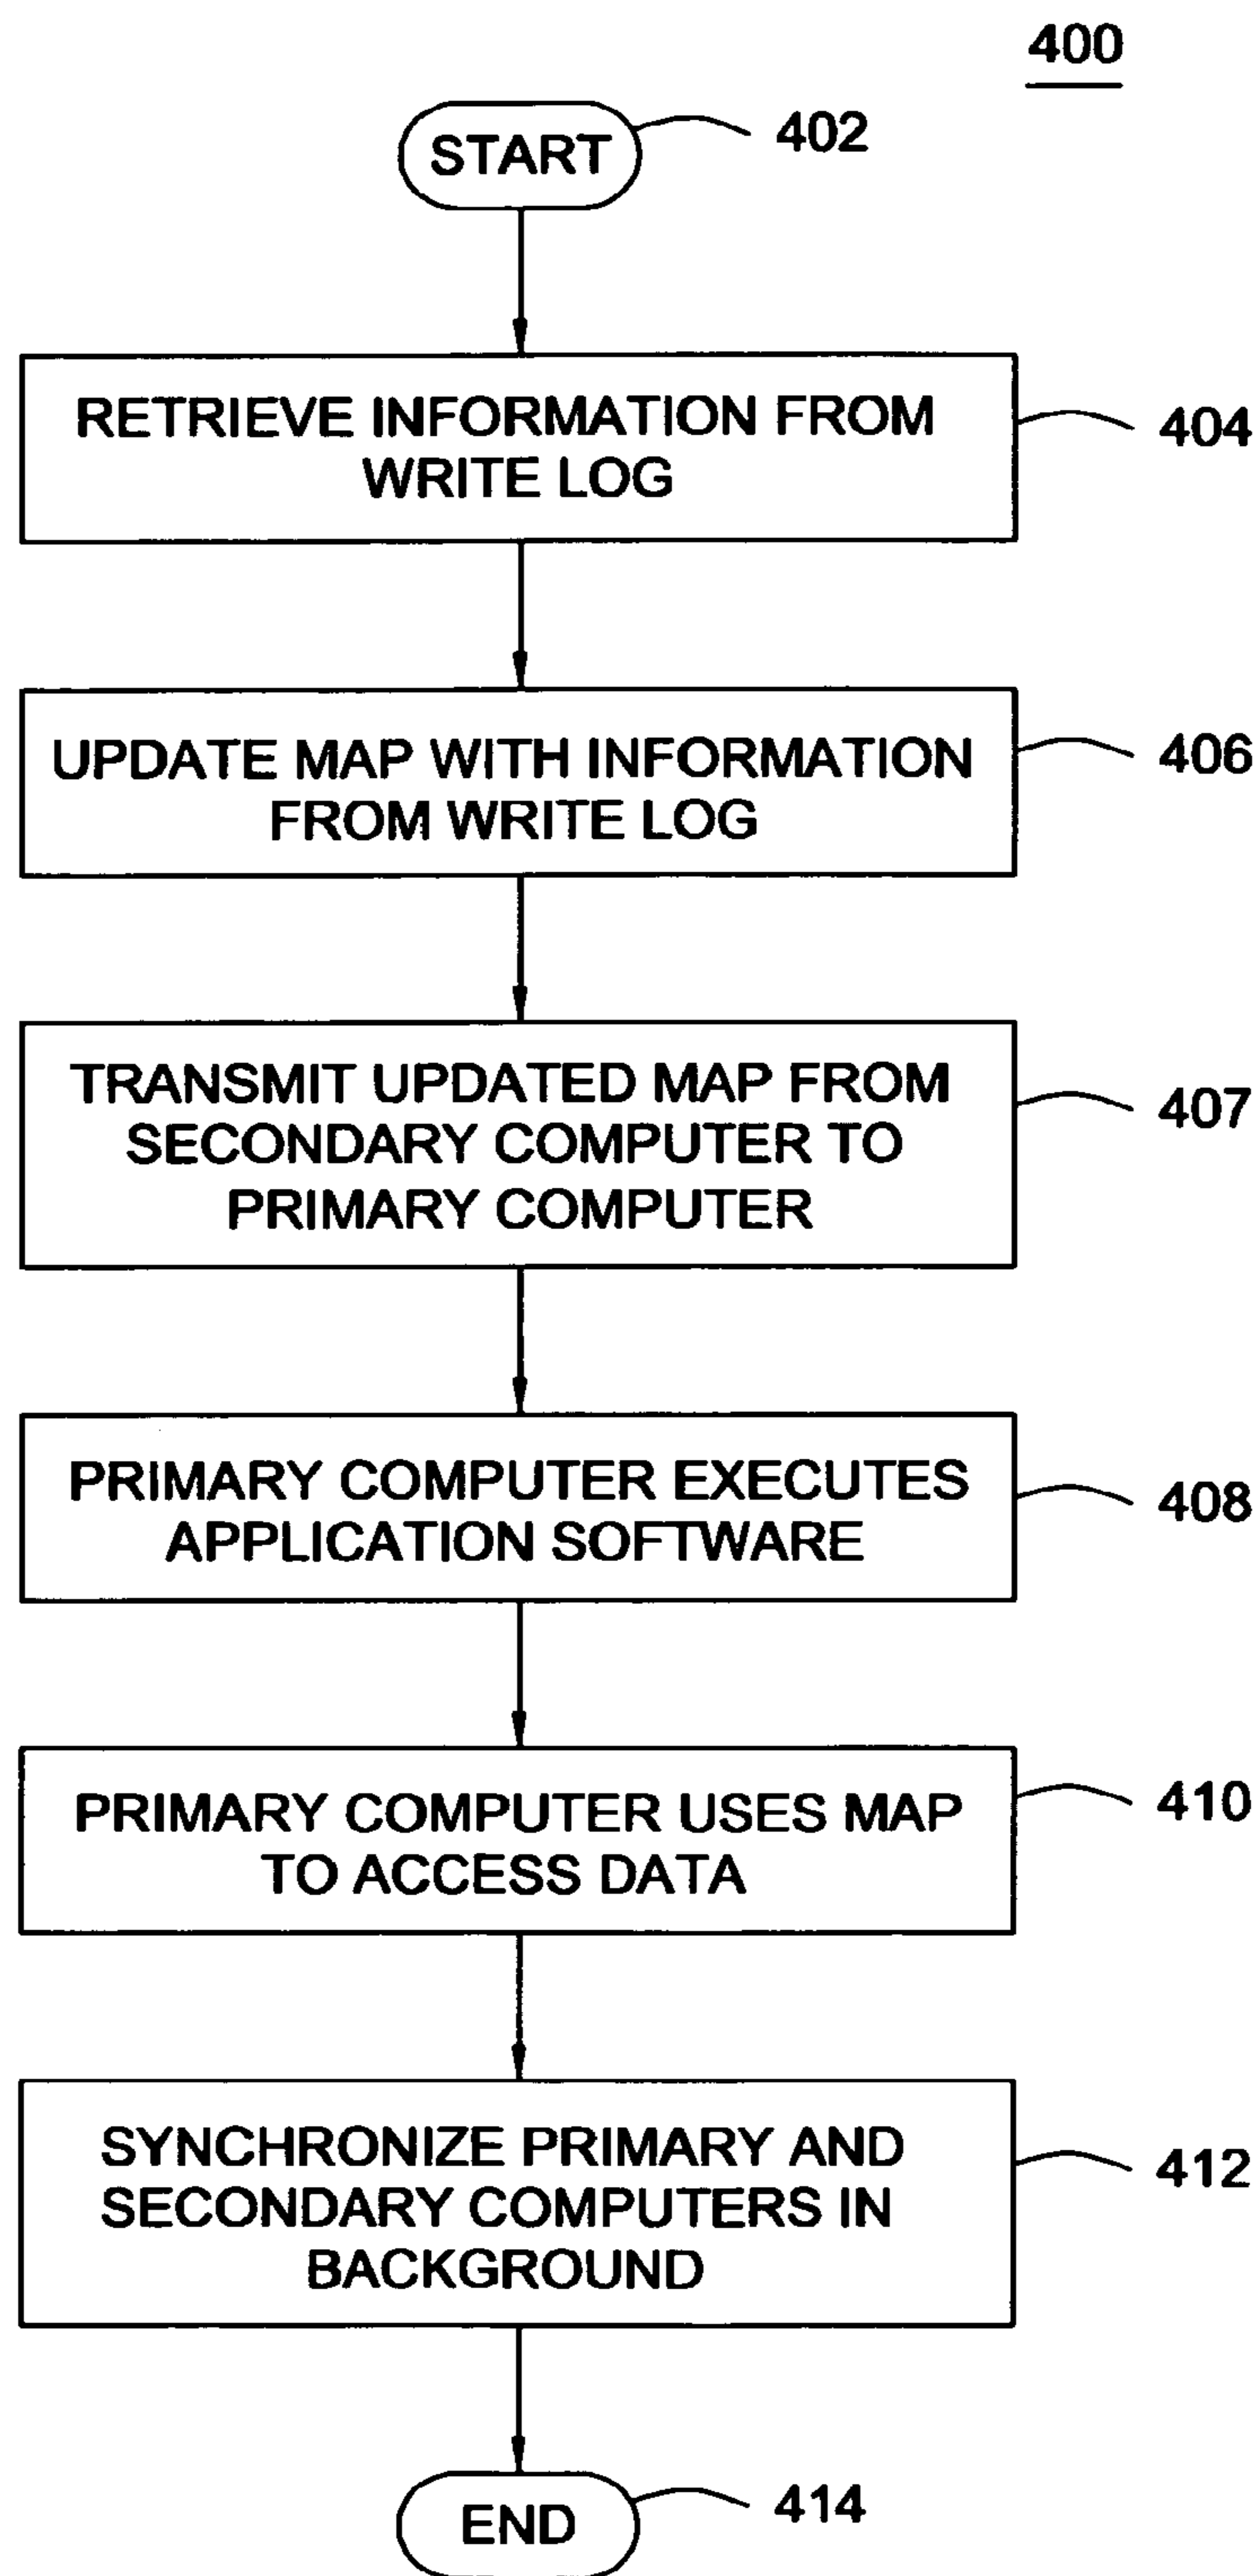 400
START
402
RETRIEVE INFORMATION FROM
WRITE LOG
404
UPDATE MAP WITH INFORMATION
FROM WRITE LOG
406
TRANSMIT UPDATED MAP FROM
SECONDARY COMPUTER TO
PRIMARY COMPUTER
407
PRIMARY COMPUTER EXECUTES
APPLICATION SOFTWARE
408
PRIMARY COMPUTER USES MAP
TO ACCESS DATA
410
SYNCHRONIZE PRIMARY AND
SECONDARY COMPUTERS IN
BACKGROUND
412
END
414